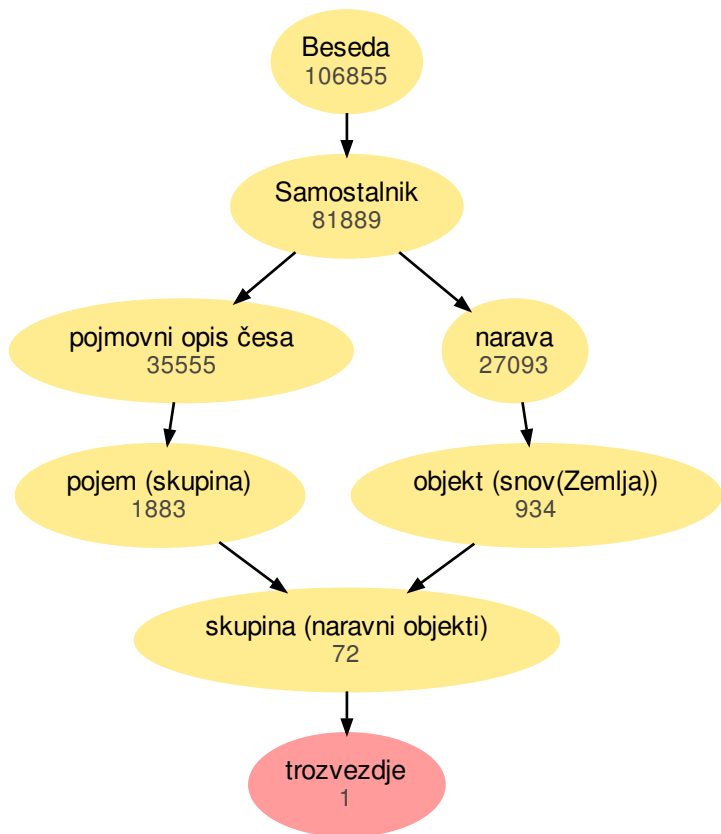 Beseda
106855
Samostalnik
81889
pojmovni opis česa
35555
narava
27093
pojem (skupina)
1883
objekt (snov(Zemlja))
934
skupina (naravni objekti)
72
trozvezdje
1